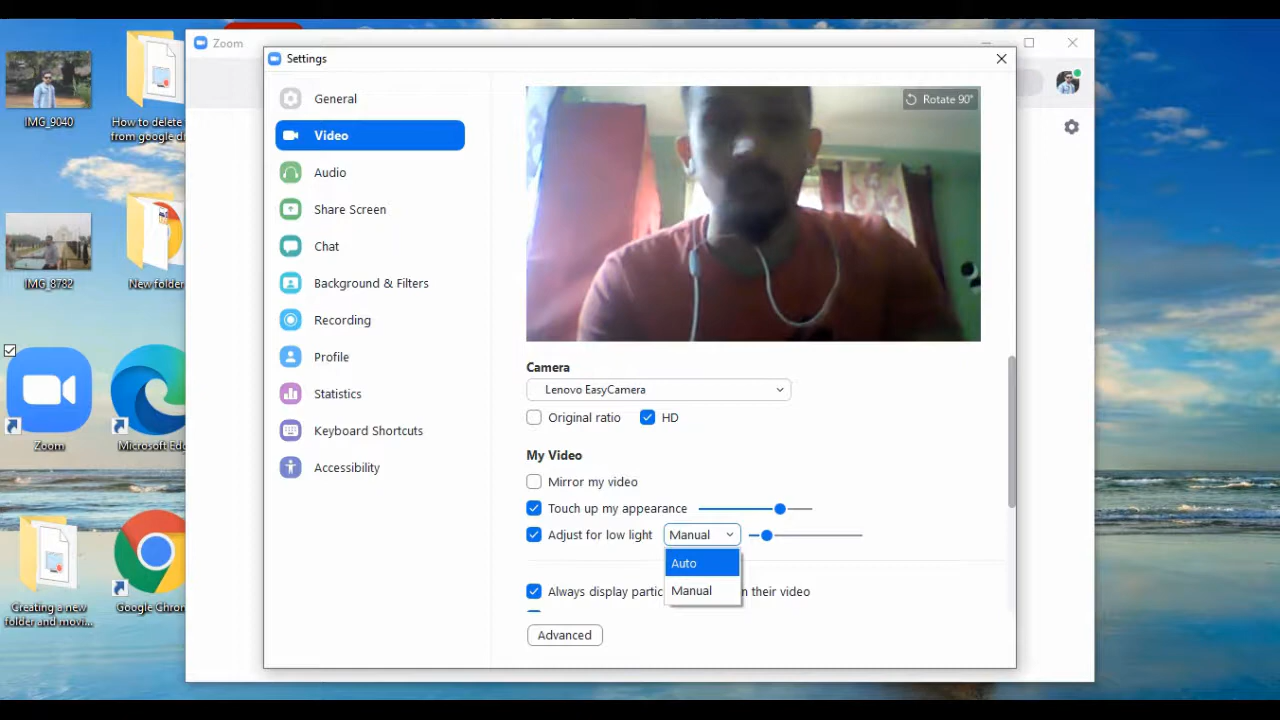 Zoom
Settings
General
Video
Audio
Share Screen
Chat
Background & Filters
Recording
Profile
Statistics
Keyboard Shortcuts
Accessibility
Rotate 90°
Camera
Lenovo EasyCamera
Original ratio
HD
My Video
Mirror my video
Touch up my appearance
Adjust for low light
Manual
Auto
Manual
Always display partic
n their video
Advanced
IMG_9040
How to delete
from google d
IMG_8782
New folder
Zoom
Microsoft Edg
Creating a new
folder and movi...
Google Chro